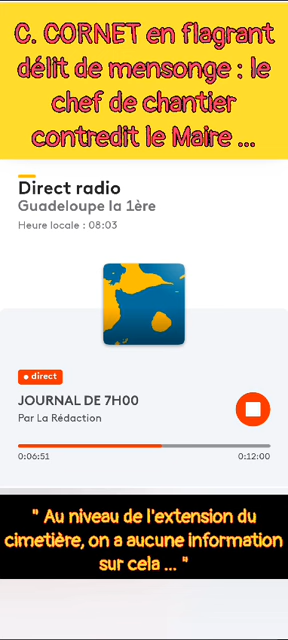 C. CORNET en flagrant
délit de mensonge : le
chef de chantier
contredit le Maire ...
Direct radio
Guadeloupe la 1ère
Heure locale : 08:03
direct
JOURNAL DE 7H00
Par La Rédaction
0:06:51
0:12:00
" Au niveau de l'extension du
cimetière, on a aucune information
sur cela ... "